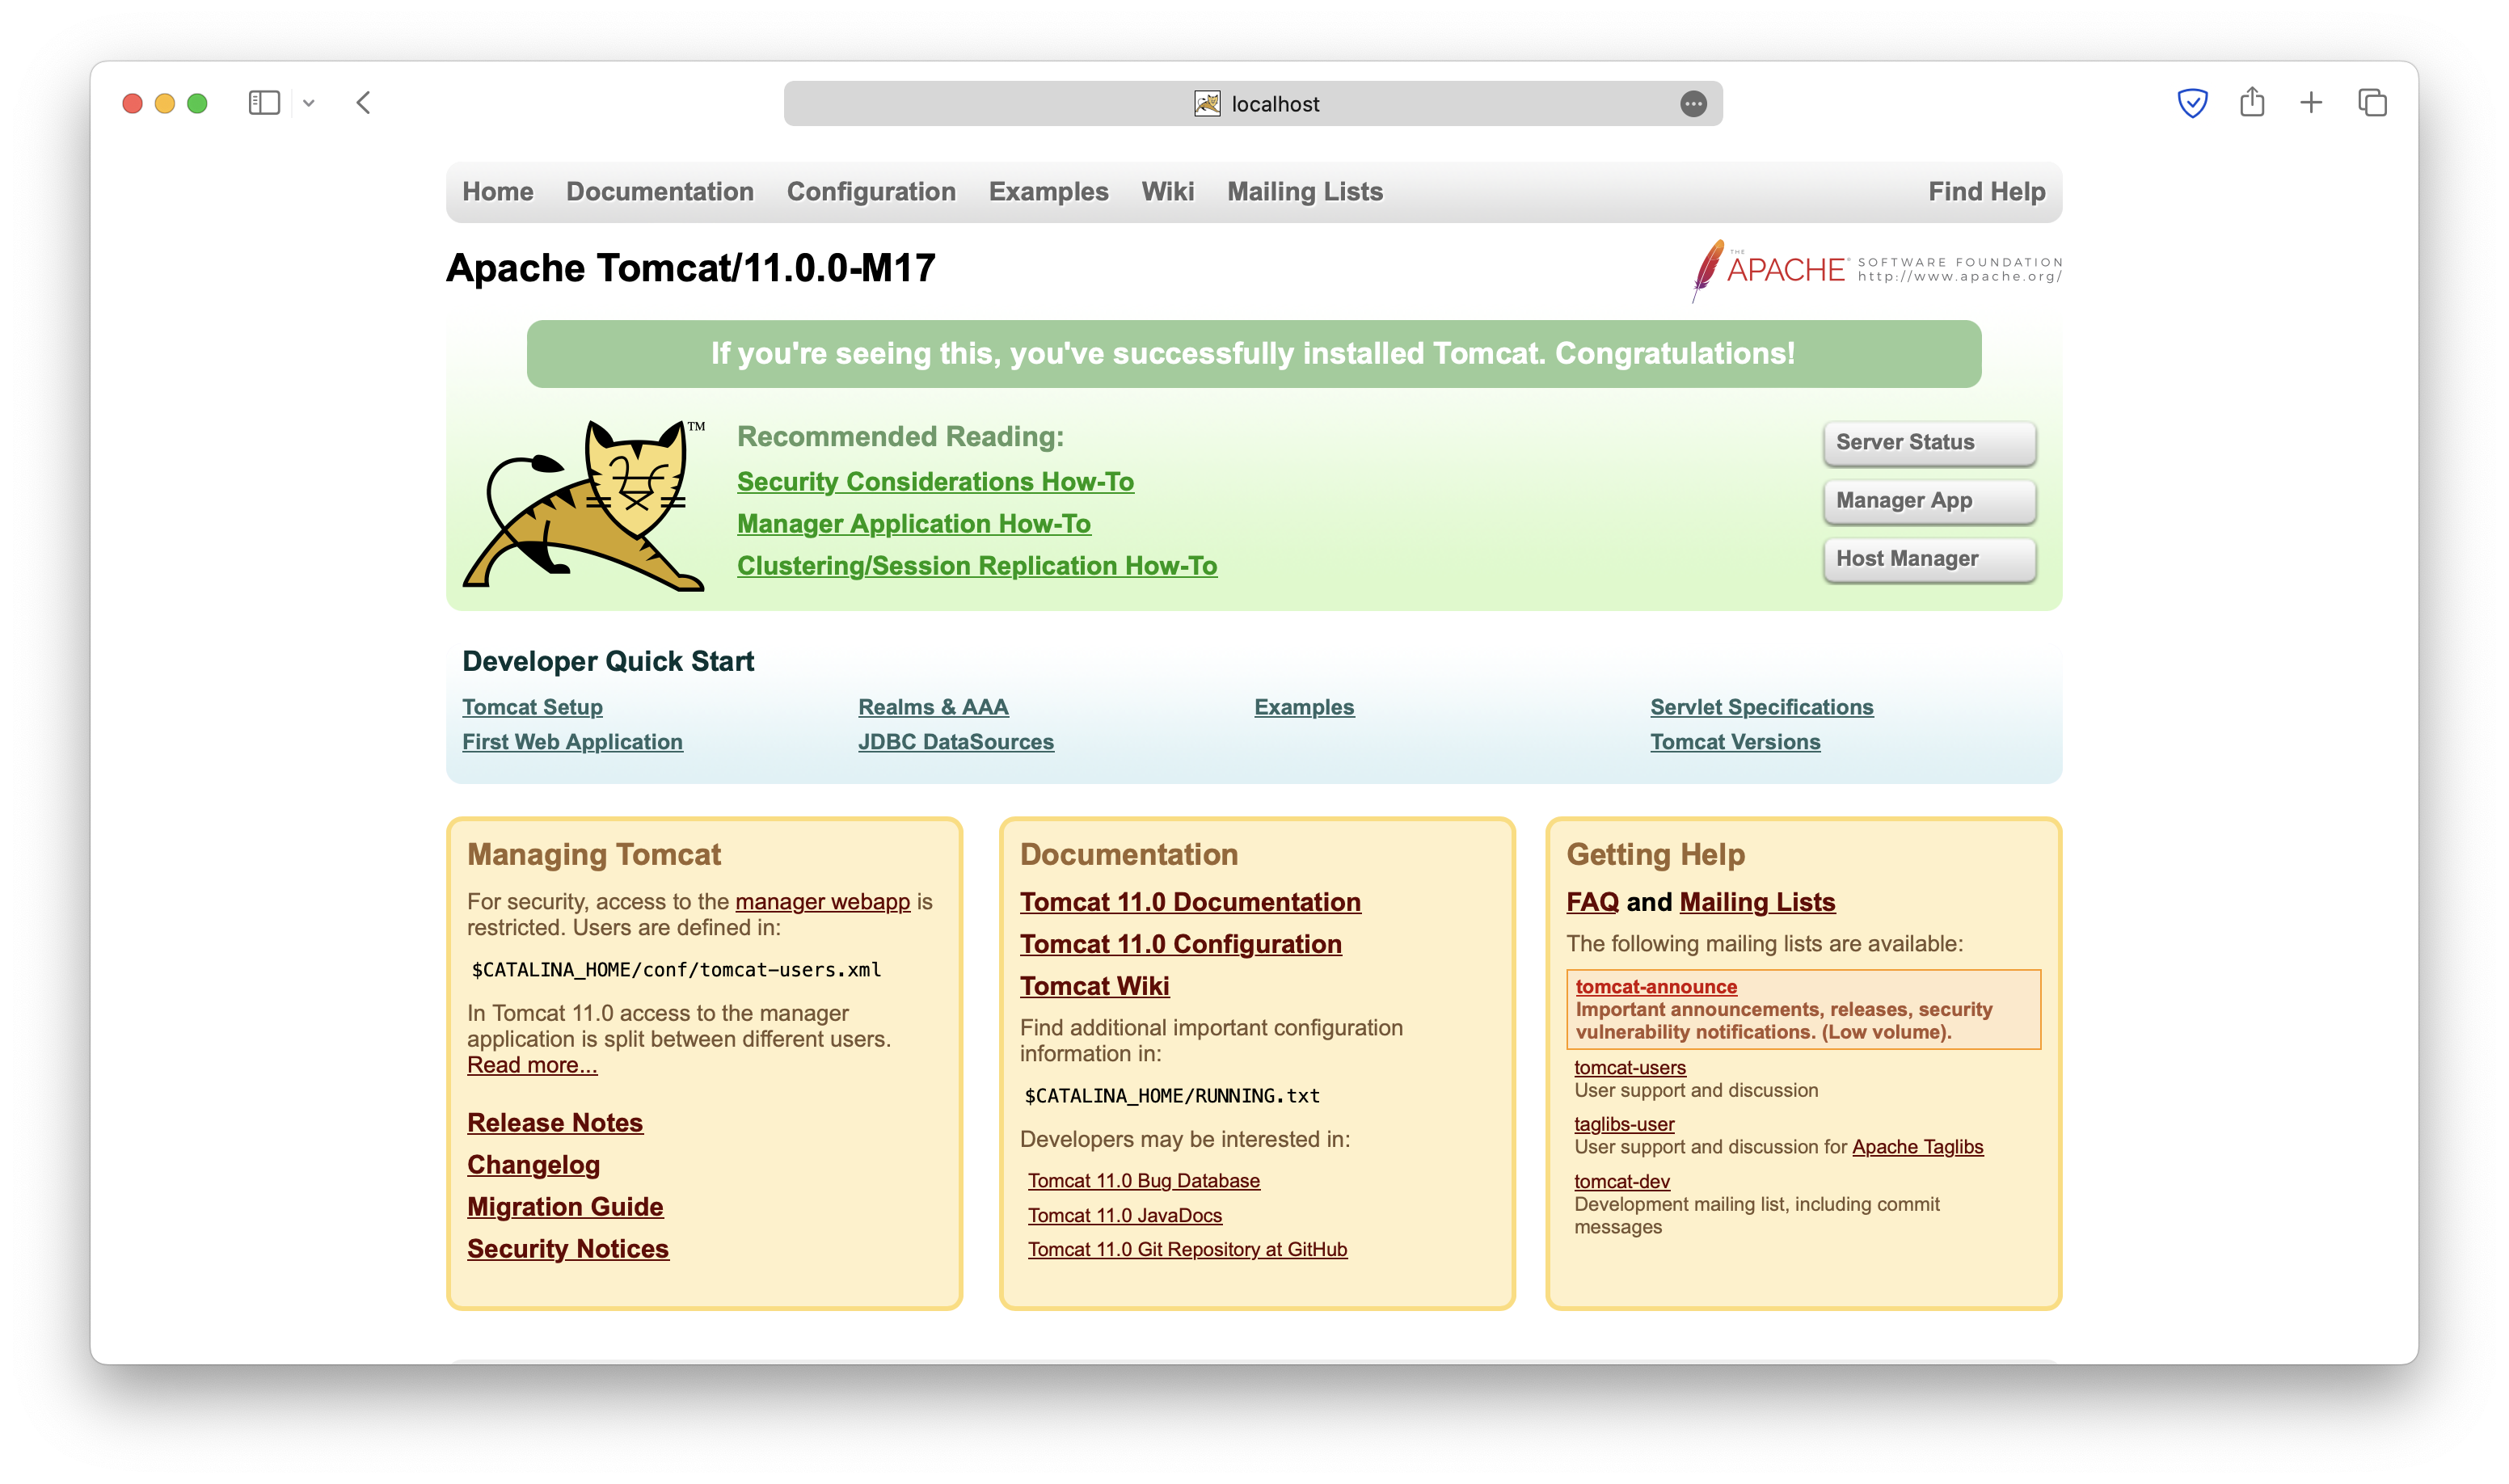 localhost
Home Documentation Configuration Examples Wiki Mailing Lists Find Help
Apache Tomcat/11.0.0-M17
THE APACHE® SOFTWARE FOUNDATION
http://www.apache.org/
If you're seeing this, you've successfully installed Tomcat. Congratulations!
TM
Recommended Reading:
Security Considerations How-To
Manager Application How-To
Clustering/Session Replication How-To
Server Status
Manager App
Host Manager
Developer Quick Start
Tomcat Setup
First Web Application
Realms & AAA
JDBC DataSources
Examples
Servlet Specifications
Tomcat Versions
Managing Tomcat
For security, access to the manager webapp is
restricted. Users are defined in:
$CATALINA_HOME/conf/tomcat-users.xml
In Tomcat 11.0 access to the manager
application is split between different users.
Read more...
Release Notes
Changelog
Migration Guide
Security Notices
Documentation
Tomcat 11.0 Documentation
Tomcat 11.0 Configuration
Tomcat Wiki
Find additional important configuration
information in:
$CATALINA_HOME/RUNNING.txt
Developers may be interested in:
Tomcat 11.0 Bug Database
Tomcat 11.0 JavaDocs
Tomcat 11.0 Git Repository at GitHub
Getting Help
FAQ and Mailing Lists
The following mailing lists are available:
tomcat-announce
Important announcements, releases, security
vulnerability notifications. (Low volume).
tomcat-users
User support and discussion
taglibs-user
User support and discussion for Apache Taglibs
tomcat-dev
Development mailing list, including commit
messages